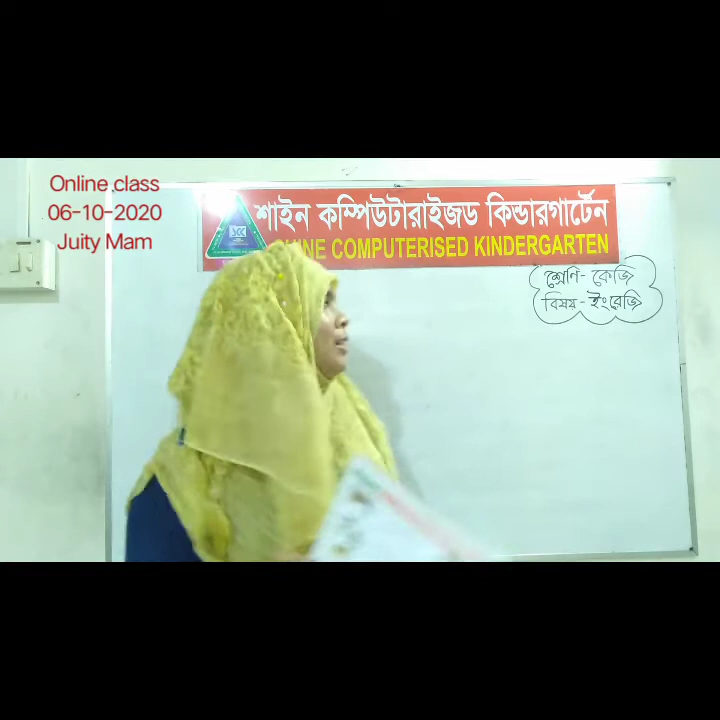 Online class
06-10-2020
Juity Mam
শাইন কম্পিউটারাইজড কিন্ডারগার্টেন
COMPUTERISED KINDERGARTEN
শ্রেণি- কেজি
বিষয়- ইংরেজি